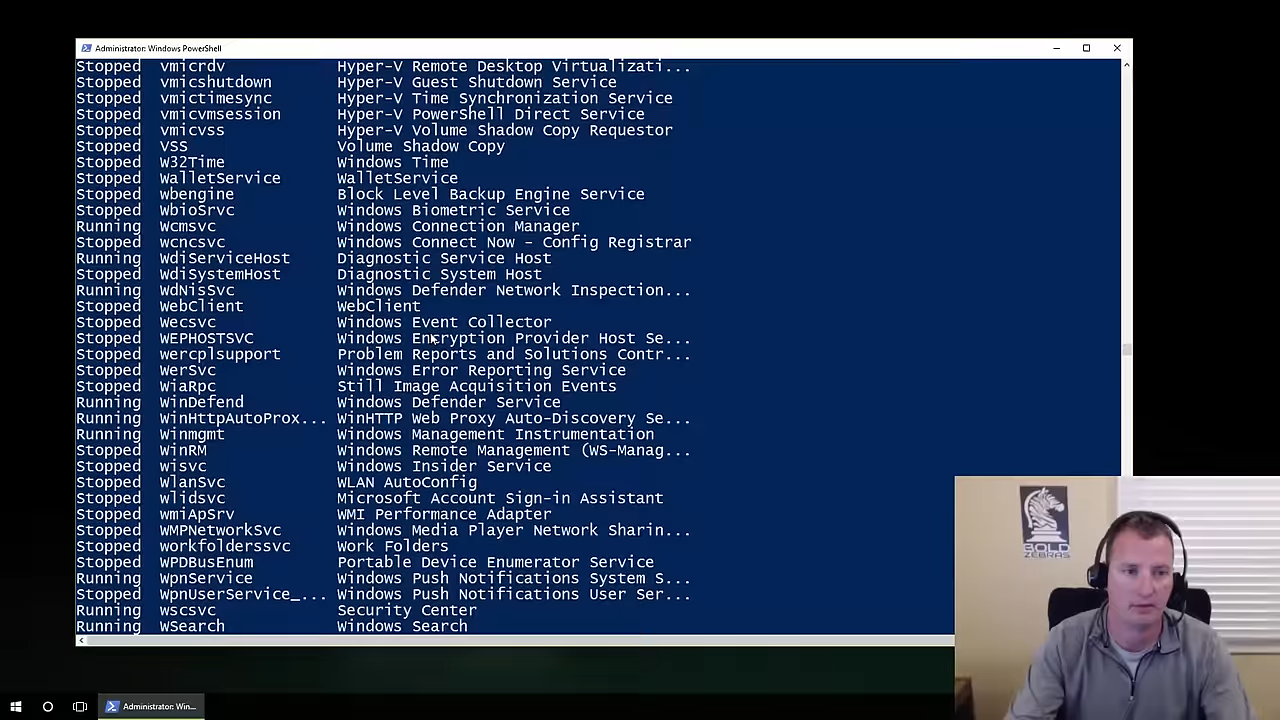 Administrator: Windows PowerShell
Stopped vmicrdv Hyper-V Remote Desktop Virtualizati...
Stopped vmicshutdown Hyper-V Guest Shutdown Service
Stopped vmictimesync Hyper-V Time Synchronization Service
Stopped vmicvmsession Hyper-V PowerShell Direct Service
Stopped vmicvss Hyper-V Volume Shadow Copy Requestor
Stopped VSS Volume Shadow Copy
Stopped W32Time Windows Time
Stopped WalletService WalletService
Stopped wbengine Block Level Backup Engine Service
Stopped WbioSrvc Windows Biometric Service
Running Wcmsvc Windows Connection Manager
Stopped wcncsvc Windows Connect Now - Config Registrar
Running WdiServiceHost Diagnostic Service Host
Stopped WdiSystemHost Diagnostic System Host
Running WdNisSvc Windows Defender Network Inspection...
Stopped WebClient WebClient
Stopped Wecsvc Windows Event Collector
Stopped WEPHOSTSVC Windows Encryption Provider Host Se...
Stopped wercplsupport Problem Reports and Solutions Contr...
Stopped WerSvc Windows Error Reporting Service
Stopped WiaRpc Still Image Acquisition Events
Running WinDefend Windows Defender Service
Running WinHttpAutoProx... WinHTTP Web Proxy Auto-Discovery Se...
Running Winmgmt Windows Management Instrumentation
Stopped WinRM Windows Remote Management (WS-Manag...
Stopped wisvc Windows Insider Service
Stopped WlanSvc WLAN AutoConfig
Stopped wlidsvc Microsoft Account Sign-in Assistant
Stopped wmiApSrv WMI Performance Adapter
Stopped WMPNetworkSvc Windows Media Player Network Sharin...
Stopped workfolderssvc Work Folders
Stopped WPDBusEnum Portable Device Enumerator Service
Running WpnService Windows Push Notifications System S...
Stopped WpnUserService_... Windows Push Notifications User Ser...
Running wscsvc Security Center
Running WSearch Windows Search
BOLD
ZEBRAS
Administrator: Win...